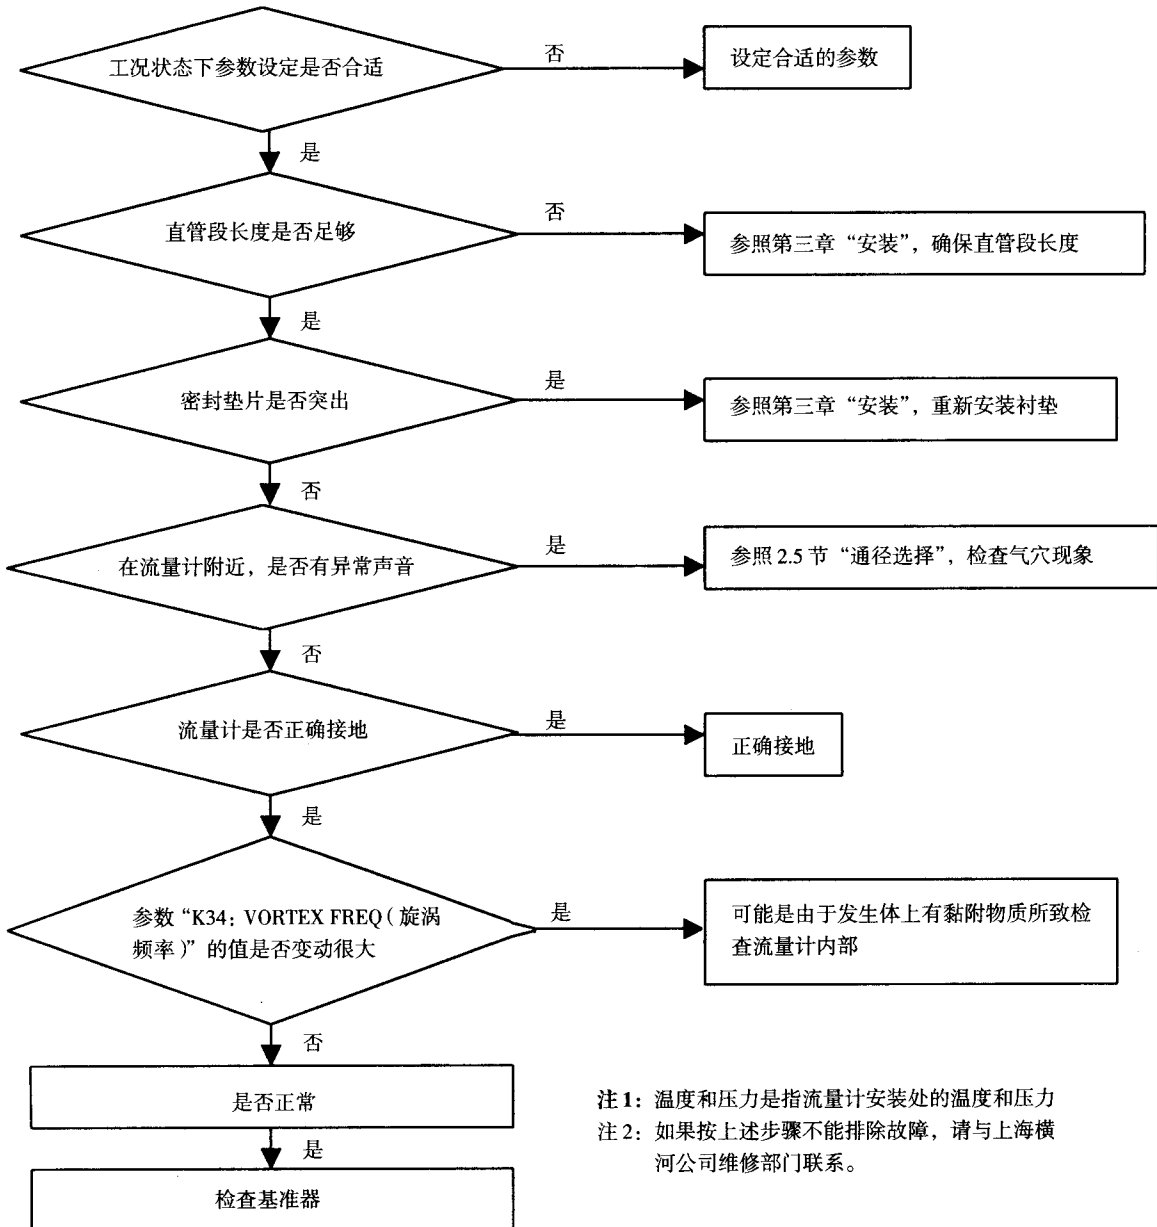 工况状态下参数设定是否合适
否
设定合适的参数
是
直管段长度是否足够
否
参照第三章“安装”，确保直管段长度
是
密封垫片是否突出
是
参照第三章“安装”，重新安装衬垫
否
在流量计附近，是否有异常声音
是
参照2.5节“通径选择”，检查气穴现象
否
流量计是否正确接地
是
正确接地
是
参数“K34：VORTEX FREQ（旋涡
频率）”的值是否变动很大
是
可能是由于发生体上有黏附物质所致检
查流量计内部
否
是否正常
是
检查基准器
注1：温度和压力是指流量计安装处的温度和压力
注2：如果按上述步骤不能排除故障，请与上海横
河公司维修部门联系。